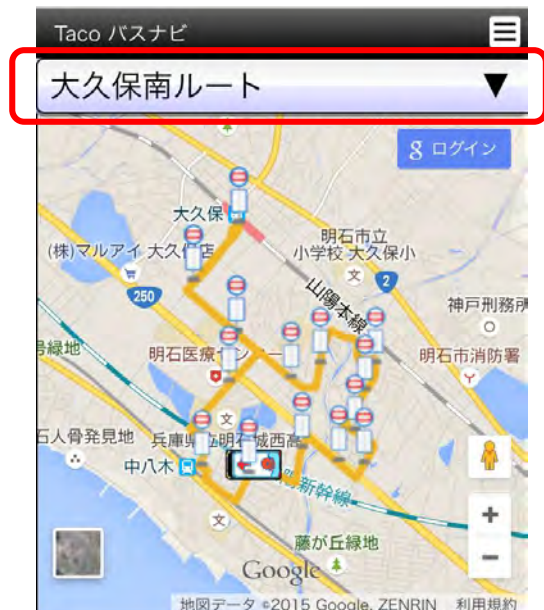 Taco バスナビ
大久保南ルート ▼
g ログイン
大久保
明石市立
小学校 大久保小
(株)マルアイ 大久保店
文
2
250
山陽本線
神戸刑務所
号緑地
明石医療センター
明石市消防署
文
石人骨発見地
兵庫県立明石城西高
中八木
新幹線
文
藤が丘緑地
+
−
Google
地図データ ©2015 Google, ZENRIN 利用規約